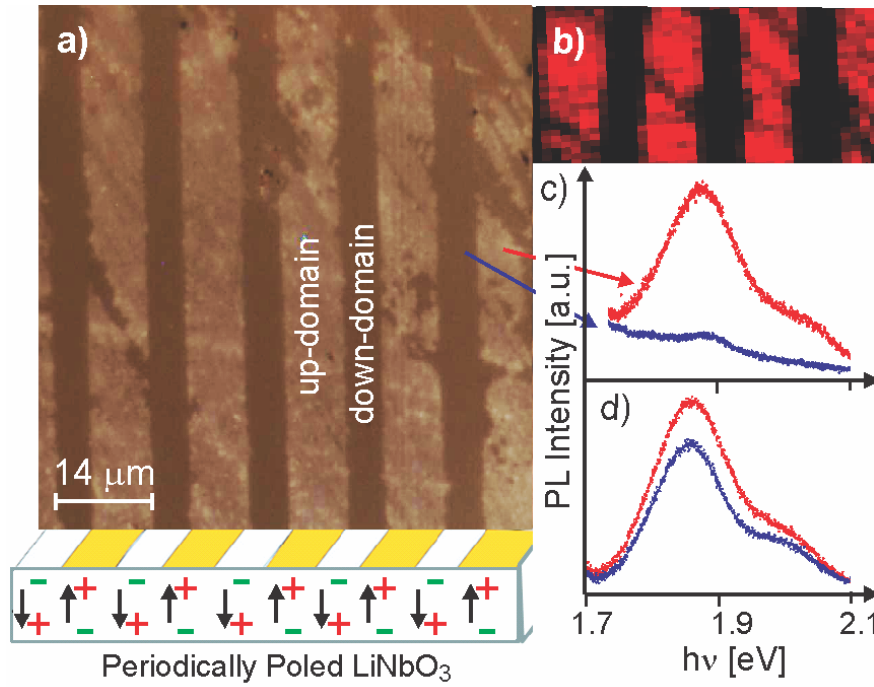 a)
up-domain
down-domain
14 μm
− + − + − + − + − +
+ − + − + − + − + −
Periodically Poled LiNbO₃
b)
c)
d)
PL Intensity [a.u.]
1.7 1.9 2.1
hν [eV]